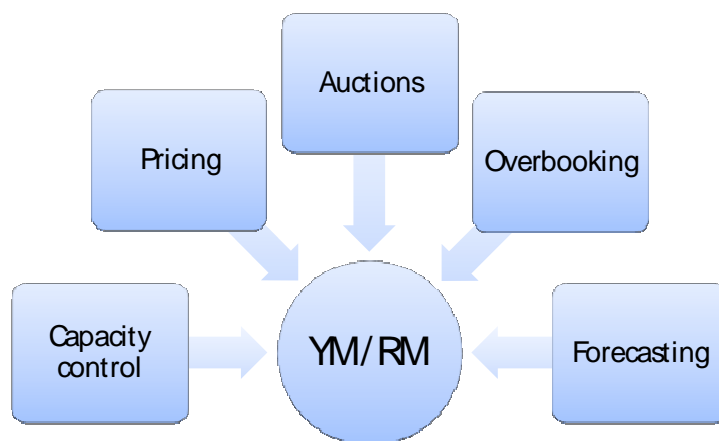 Auctions
Pricing
Overbooking
Capacity
control
YM/RM
Forecasting